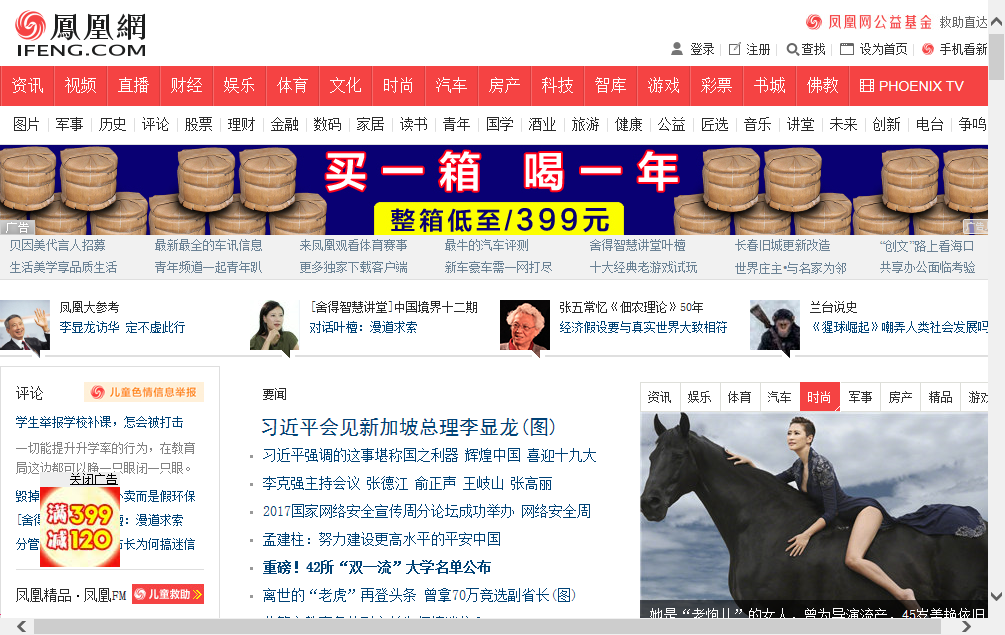 鳳凰網
IFENG.COM
凤凰网公益基金 救助直达
登录 注册 查找 设为首页 手机看新
资讯 视频 直播 财经 娱乐 体育 文化 时尚 汽车 房产 科技 智库 游戏 彩票 书城 佛教 PHOENIX TV
图片 军事 历史 评论 股票 理财 金融 数码 家居 读书 青年 国学 酒业 旅游 健康 公益 匠选 音乐 讲堂 未来 创新 电台 争鸣
买一箱 喝一年
整箱低至/399元
广告
贝因美代言人招募 最新最全的车讯信息 来凤凰观看体育赛事 最牛的汽车评测 舍得智慧讲堂叶檀 长春旧城更新改造 “创文”路上看海口
生活美学享品质生活 青年频道一起青年趴 更多独家下载客户端 新车豪车需一网打尽 十大经典老游戏试玩 世界庄主•与名家为邻 共享办公面临考验
凤凰大参考
李显龙访华 定不虚此行
[舍得智慧讲堂]中国境界十二期
对话叶檀：漫道求索
张五常忆《佃农理论》50年
经济假设要与真实世界大致相符
兰台说史
《猩球崛起》嘲弄人类社会发展吗
评论
儿童色情信息举报
学生举报学校补课，怎会被打击
一切能提升升学率的行为，在教育
局这边都可以睁一只眼闭一只眼。
关闭广告
毁掉 卖而是假环保
[舍得 ：漫道求索
分管 长为何搞迷信
满399
减120
凤凰精品·凤凰FM 儿童救助
要闻
习近平会见新加坡总理李显龙(图)
习近平强调的这事堪称国之利器 辉煌中国 喜迎十九大
李克强主持会议 张德江 俞正声 王岐山 张高丽
2017国家网络安全宣传周分论坛成功举办 网络安全周
孟建柱：努力建设更高水平的平安中国
重磅！42所“双一流”大学名单公布
离世的“老虎”再登头条 曾拿70万竞选副省长(图)
资讯 娱乐 体育 汽车 时尚 军事 房产 精品 游戏
她是“老炮儿”的女人，曾为导演流产，45岁美艳依旧